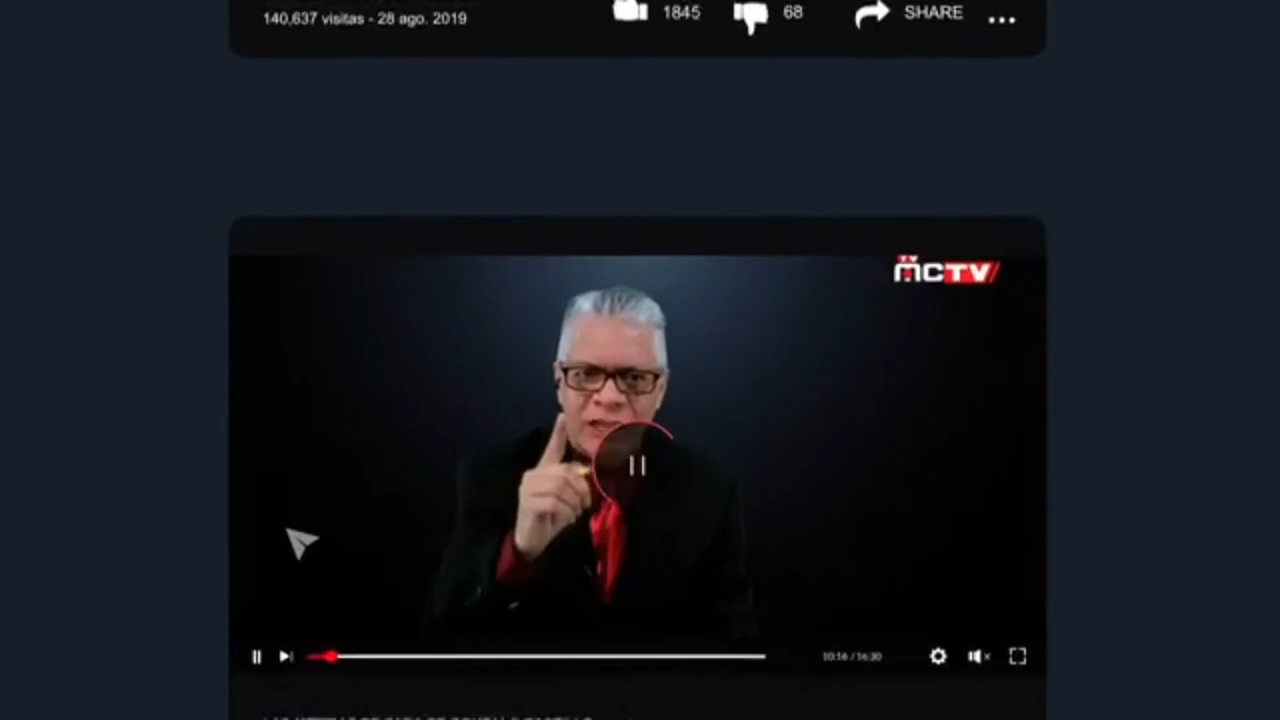 140,637 visitas - 28 ago. 2019
1845
68
SHARE
MCTV
10:16 / 16:30